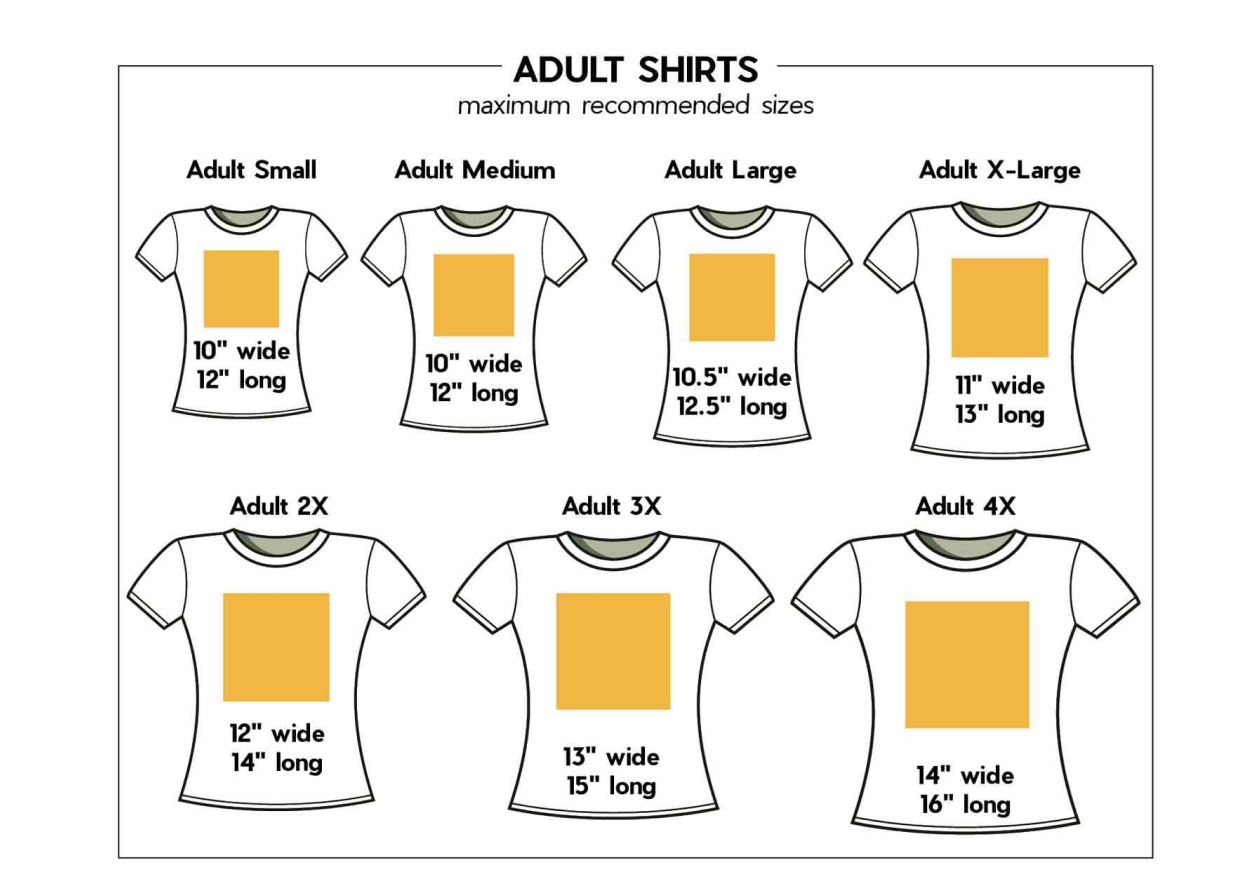 ADULT SHIRTS
maximum recommended sizes
Adult Small
10" wide
12" long
Adult Medium
10" wide
12" long
Adult Large
10.5" wide
12.5" long
Adult X-Large
11" wide
13" long
Adult 2X
12" wide
14" long
Adult 3X
13" wide
15" long
Adult 4X
14" wide
16" long